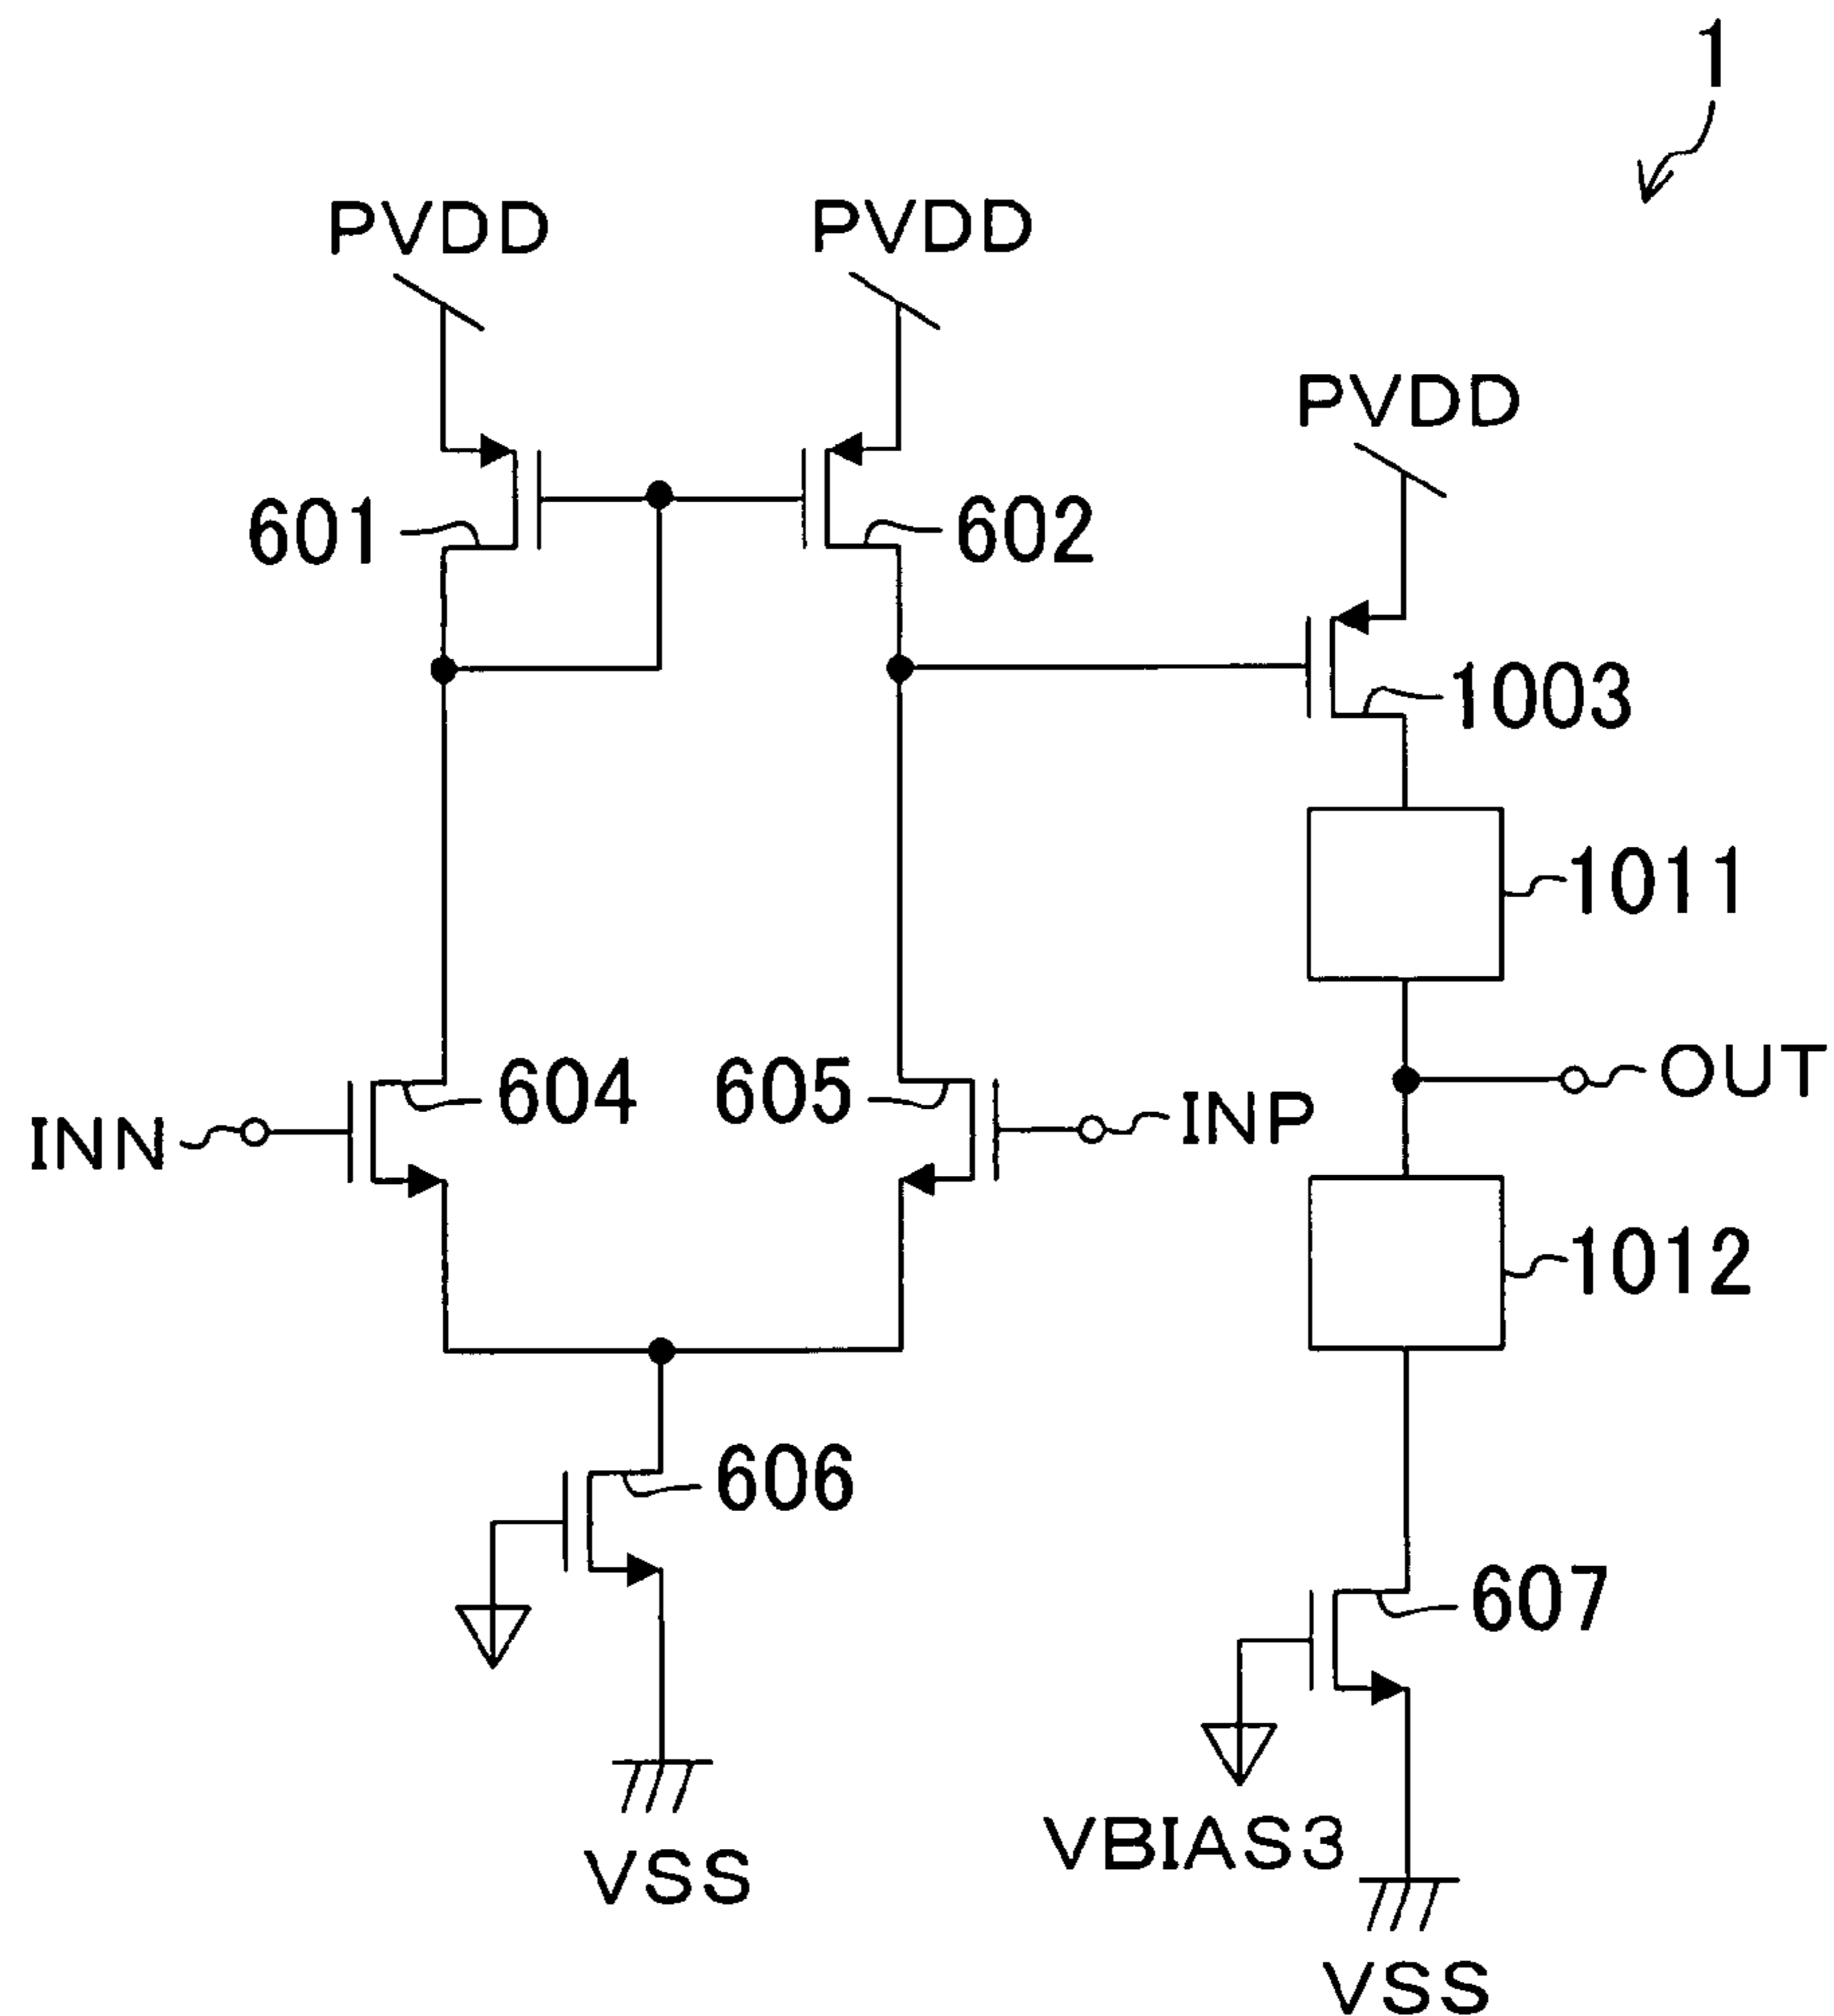 1
PVDD
PVDD
PVDD
601
602
1003
1011
INN
604
605
INP
OUT
1012
606
607
VBIAS3
VSS
VSS